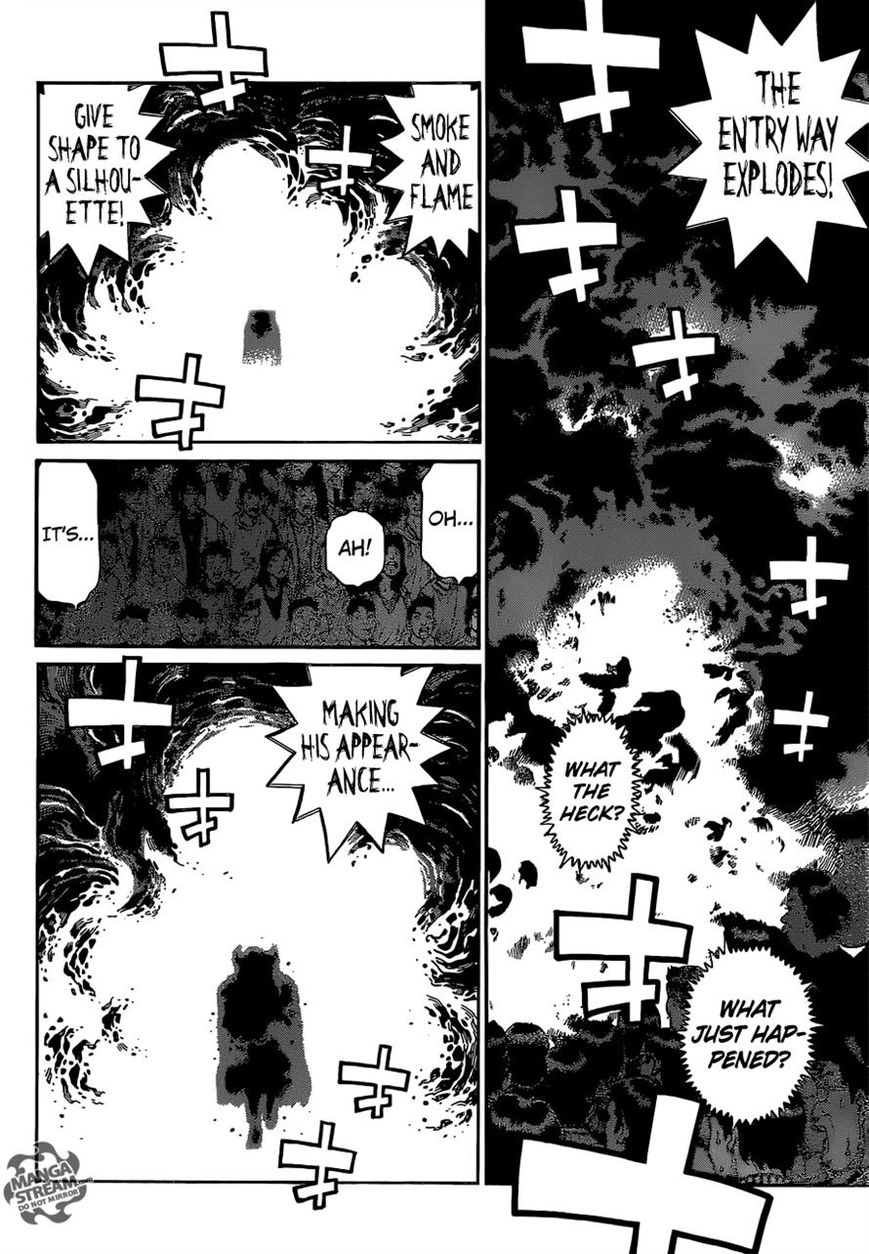 THE
ENTRY WAY
EXPLODES!
WHAT
THE
HECK?
WHAT
JUST HAP-
PENED?
SMOKE
AND
FLAME
GIVE
SHAPE TO
A SILHOU-
ETTE!
OH...
AH!
IT'S...
MAKING
HIS APPEAR-
ANCE...
MANGA
STREAM.com
DO NOT MIRROR